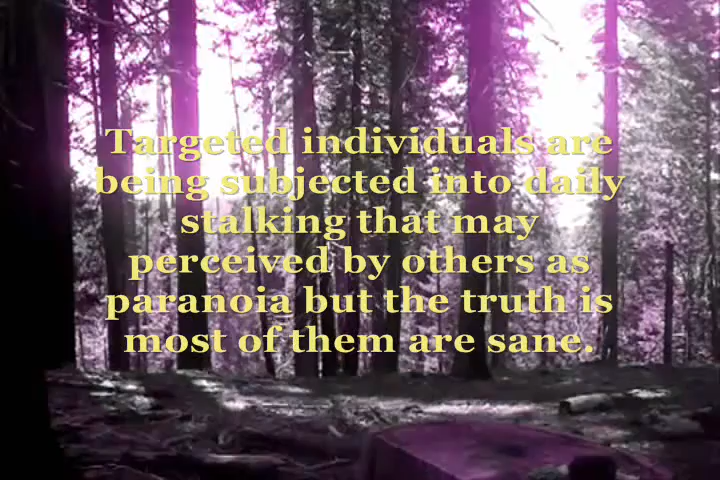 Targeted individuals are
being subjected into daily
stalking that may
perceived by others as
paranoia but the truth is
most of them are sane.